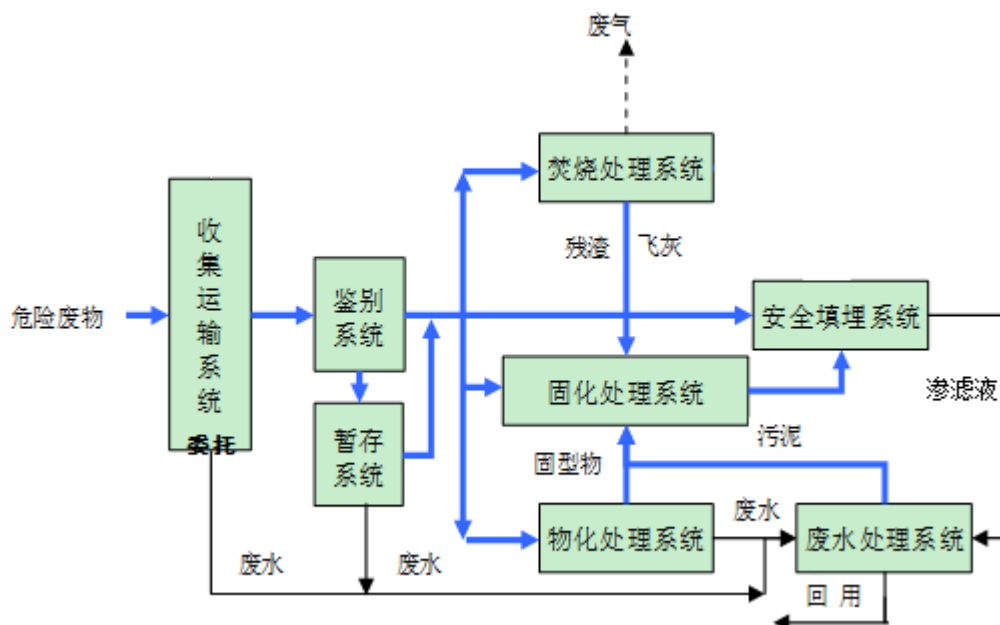 废气
焚烧处理系统
残渣 飞灰
收集运输系统
委托
危险废物
鉴别系统
安全填埋系统
固化处理系统
渗滤液
暂存系统
污泥
固型物
废水
物化处理系统
废水处理系统
废水
废水
回用